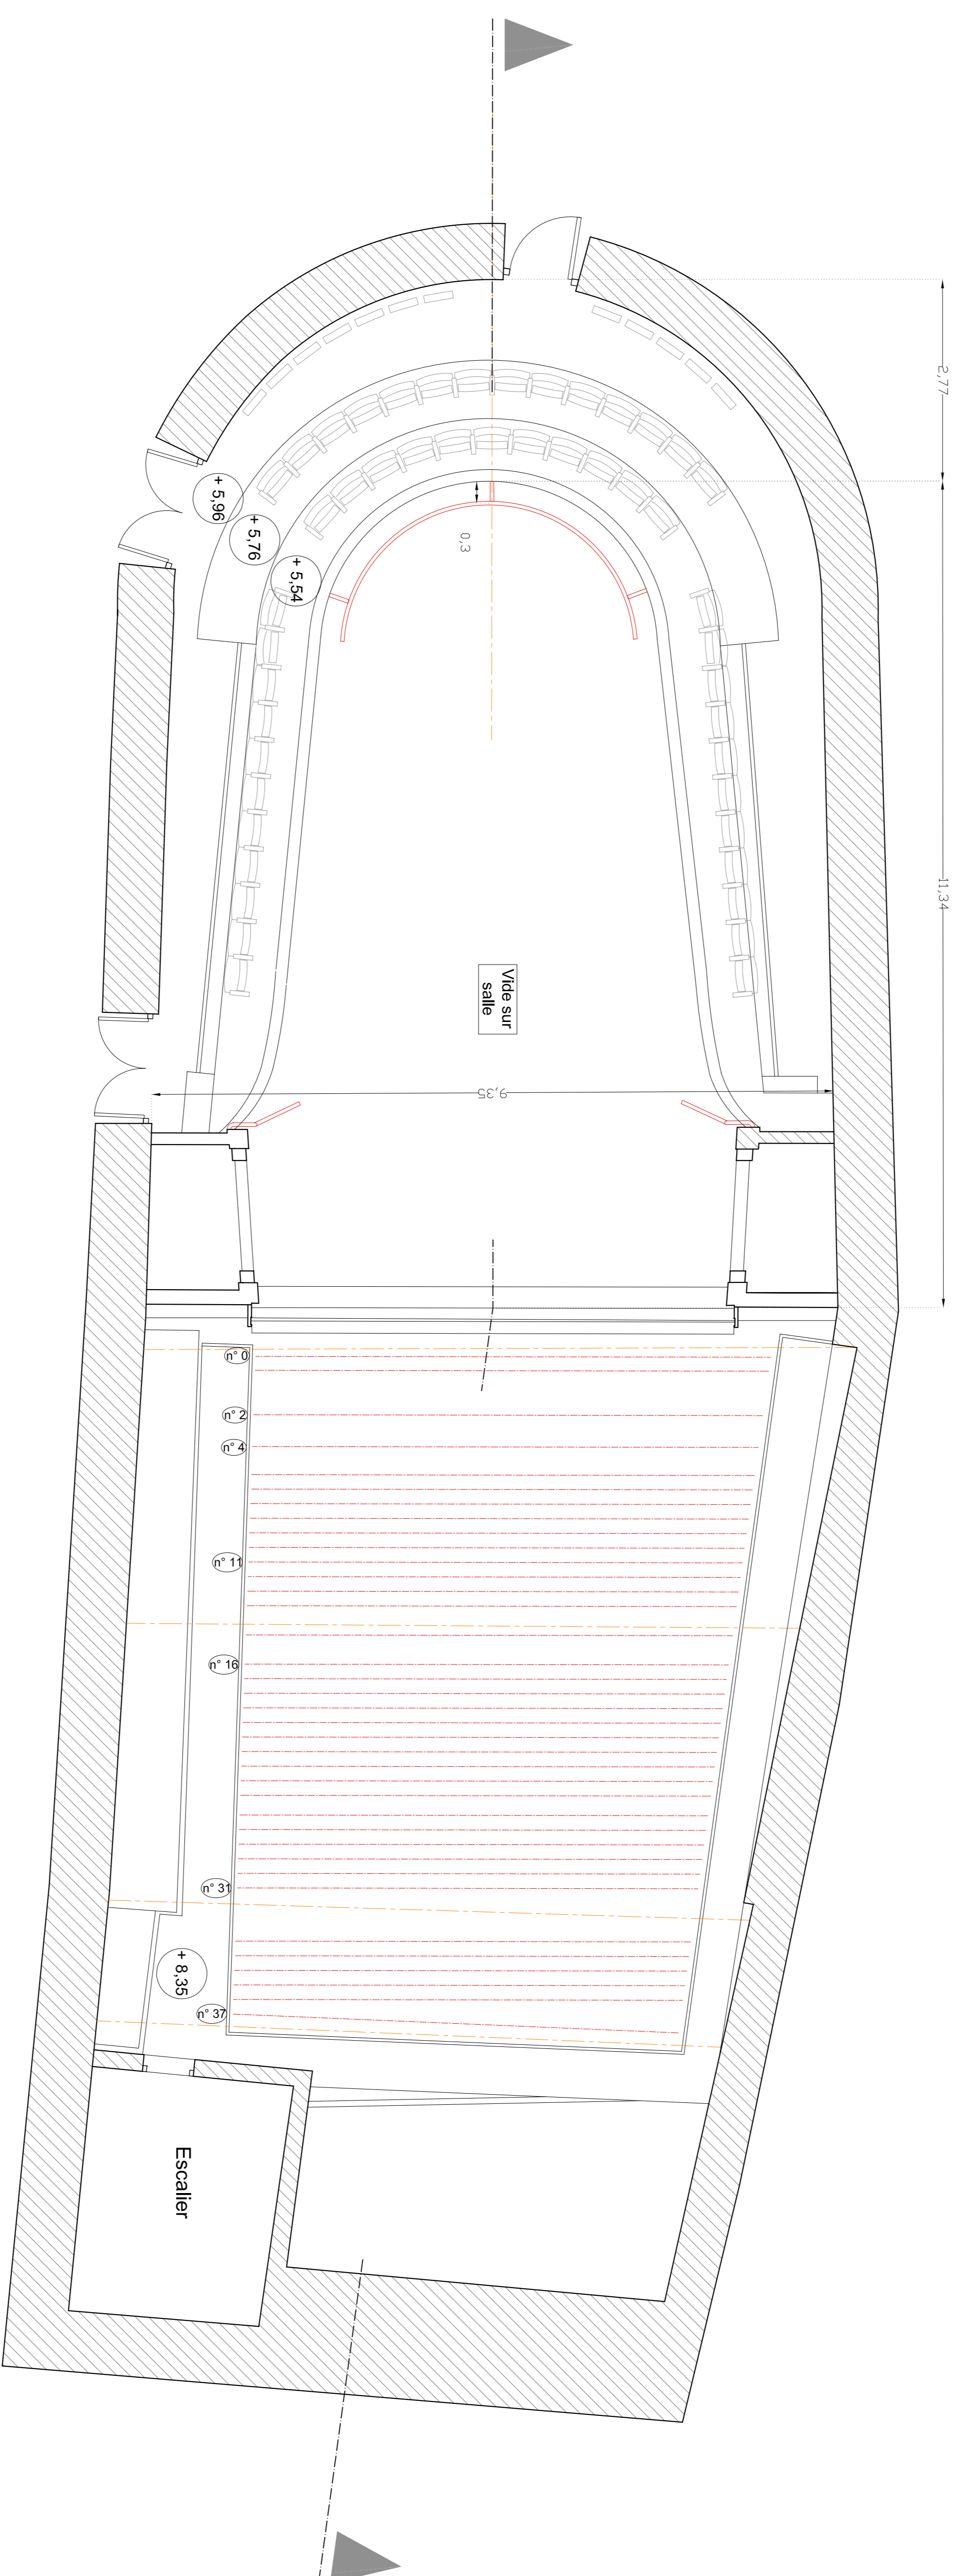 2,77
+ 5,96
+ 5,76
+ 5,54
0,3
11,34
Vide sur
salle
9,35
n° 0
n° 2
n° 4
n° 11
n° 16
n° 31
+ 8,35
n° 37
Escalier